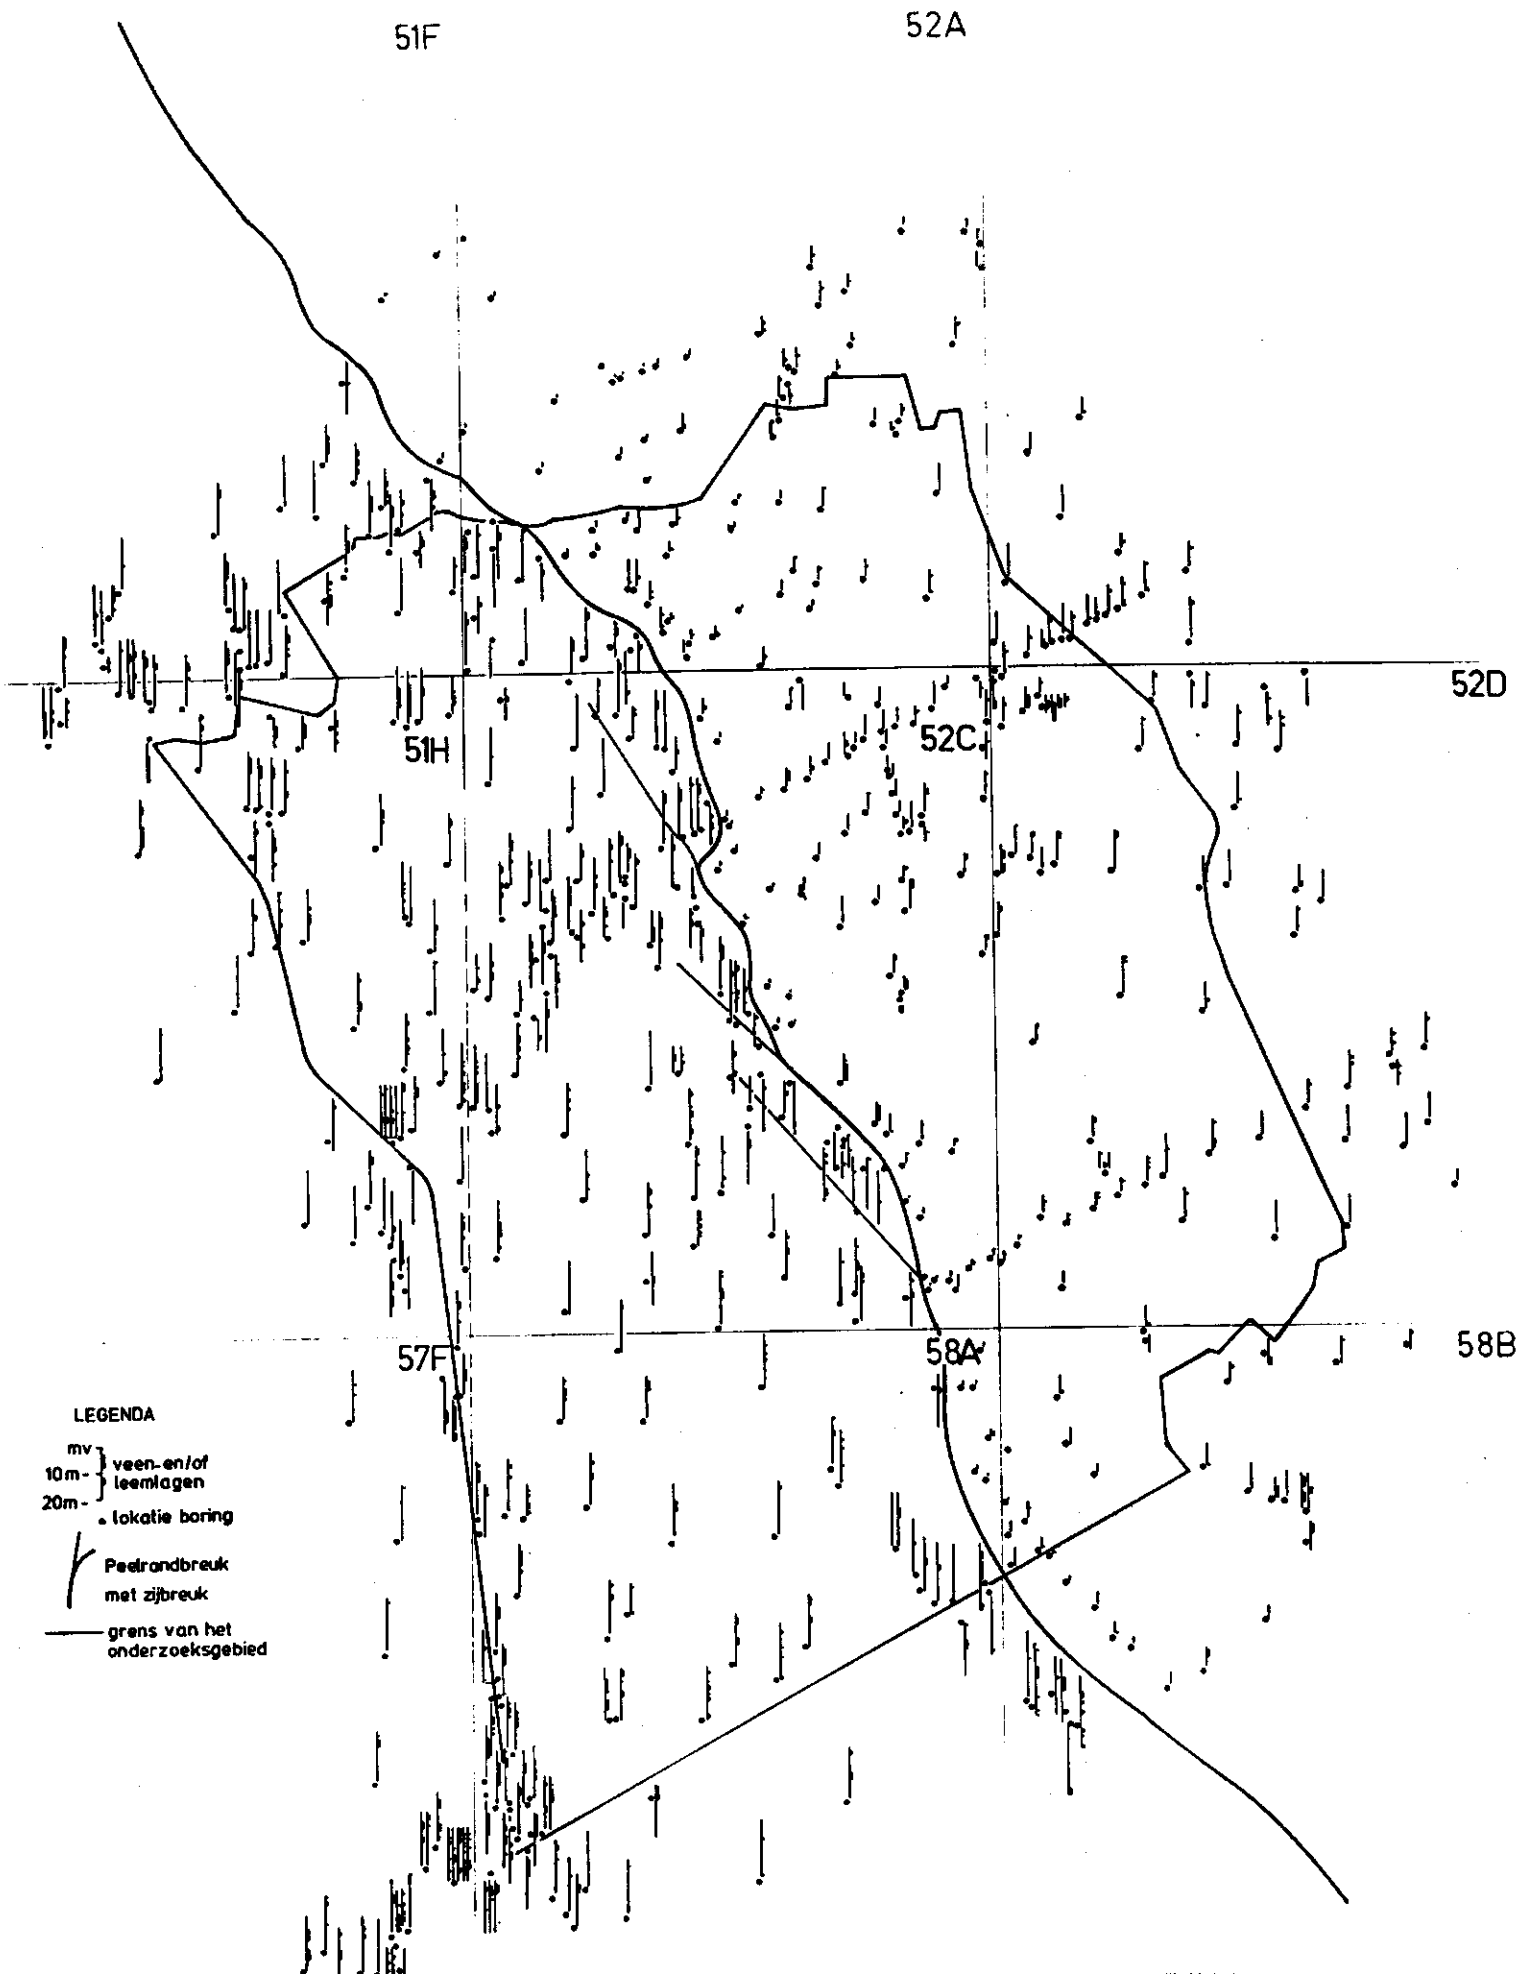 51F
52A
52D
51H
52C
57F
58A
58B
LEGENDA
mv
10m-
20m-
veen-en/of
leemlagen
. lokatie boring
Peelrandbreuk
met zijbreuk
grens van het
onderzoeksgebied